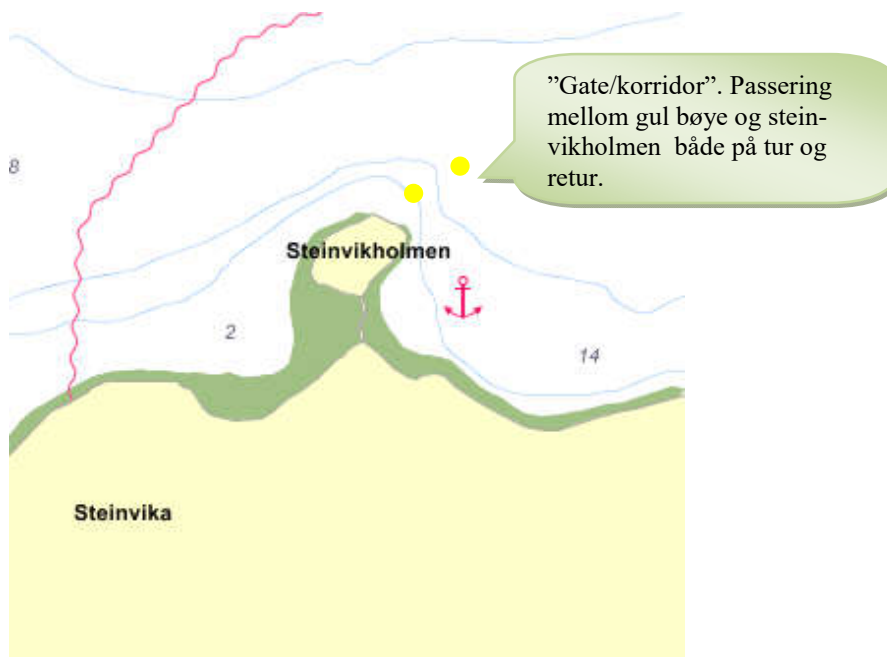 ”Gate/korridor”. Passering
mellom gul bøye og stein-
vikholmen både på tur og
retur.
8
Steinvikholmen
2
14
Steinvika